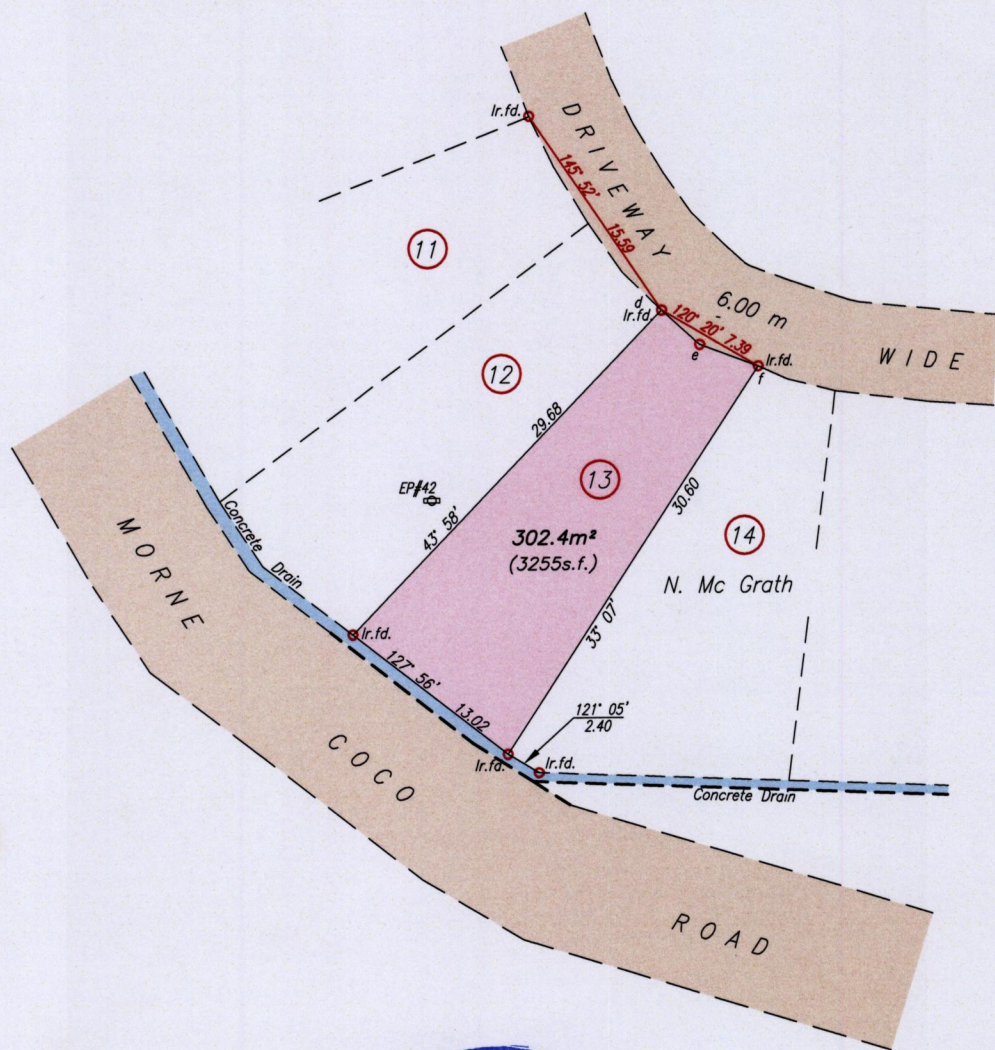 Ir.fd.
DRIVEWAY
145° 52'
15.59
11
d
Ir.fd.
120° 20' 7.39
6.00 m
WIDE
e
Ir.fd.
f
12
29.68
EP#42
43° 58'
13
302.4m²
(3255s.f.)
30.60
33° 07'
14
N. Mc Grath
Concrete Drain
MORNE
Ir.fd.
127° 56'
13.02
121° 05'
2.40
Ir.fd.
Ir.fd.
COCO
Concrete Drain
ROAD